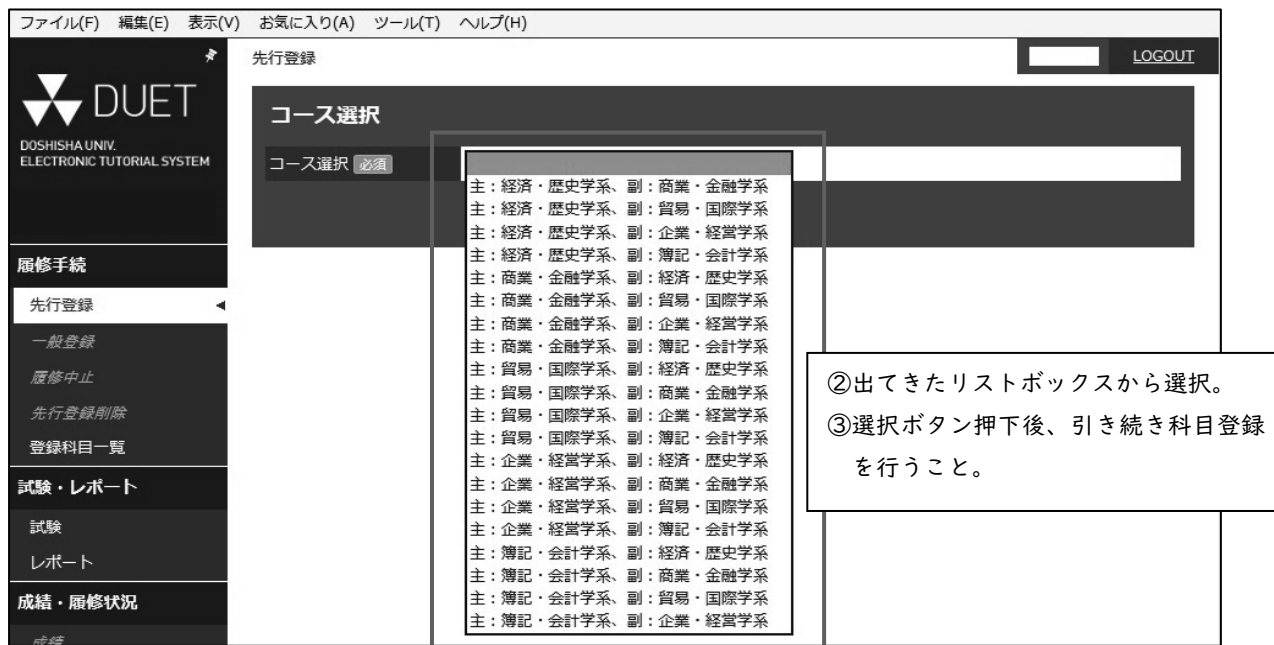 ファイル(F) 編集(E) 表示(V) お気に入り(A) ツール(T) ヘルプ(H)
DUET
DOSHISHA UNIV.
ELECTRONIC TUTORIAL SYSTEM
先行登録
LOGOUT
コース選択
コース選択 必須
主：経済・歴史学系、副：商業・金融学系
主：経済・歴史学系、副：貿易・国際学系
主：経済・歴史学系、副：企業・経営学系
主：経済・歴史学系、副：簿記・会計学系
主：商業・金融学系、副：経済・歴史学系
主：商業・金融学系、副：貿易・国際学系
主：商業・金融学系、副：企業・経営学系
主：商業・金融学系、副：簿記・会計学系
主：貿易・国際学系、副：経済・歴史学系
主：貿易・国際学系、副：商業・金融学系
主：貿易・国際学系、副：企業・経営学系
主：貿易・国際学系、副：簿記・会計学系
主：企業・経営学系、副：経済・歴史学系
主：企業・経営学系、副：商業・金融学系
主：企業・経営学系、副：貿易・国際学系
主：企業・経営学系、副：簿記・会計学系
主：簿記・会計学系、副：経済・歴史学系
主：簿記・会計学系、副：商業・金融学系
主：簿記・会計学系、副：貿易・国際学系
主：簿記・会計学系、副：企業・経営学系
履修手続
先行登録
一般登録
履修中止
先行登録削除
登録科目一覧
試験・レポート
試験
レポート
成績・履修状況
成績
②出てきたリストボックスから選択。
③選択ボタン押下後、引き続き科目登録
を行うこと。